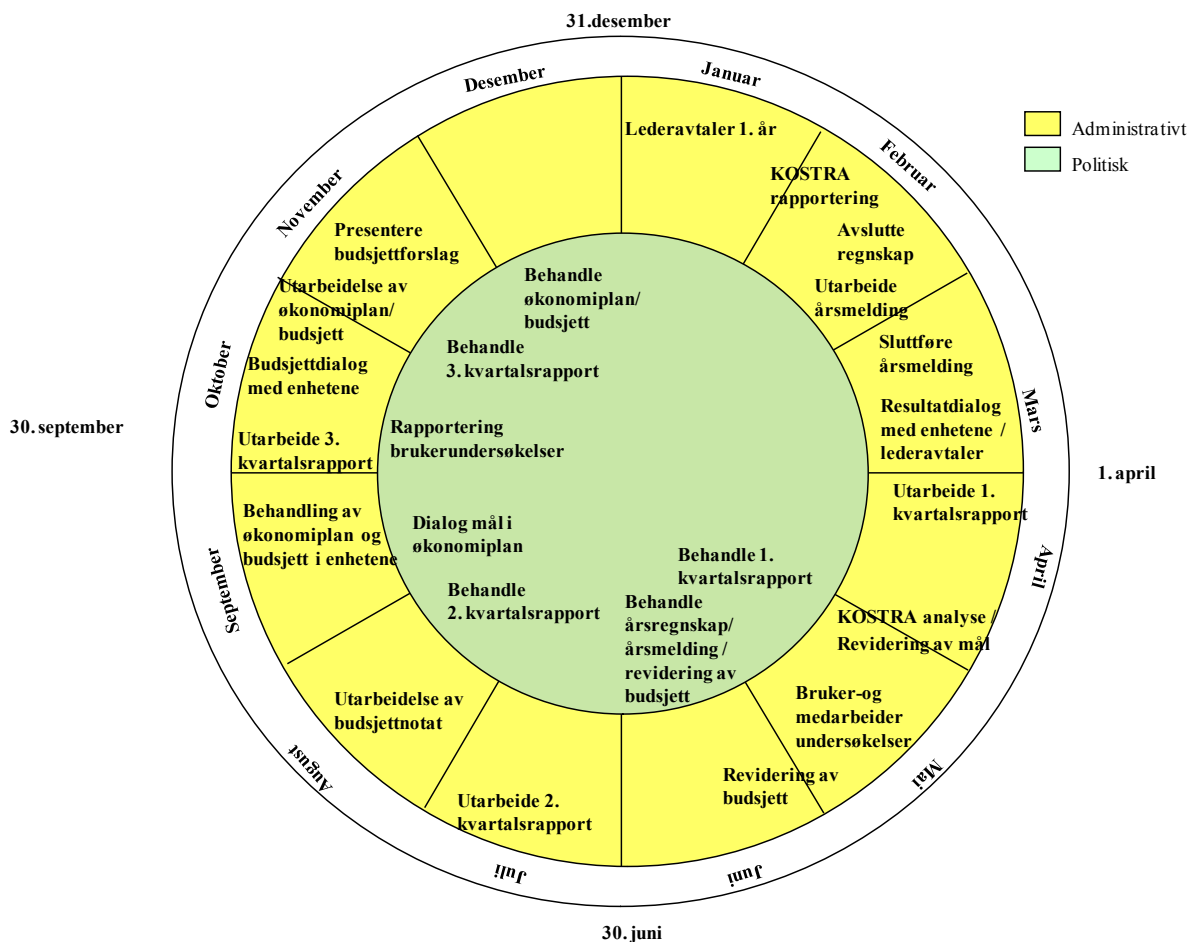 31.desember
Januar
Februar
Mars
April
Mai
Juni
Juli
August
September
Oktober
November
Desember
1. april
30. juni
30. september
Administrativt
Politisk
Lederavtaler 1. år
KOSTRA
rapportering
Avslutte
regnskap
Utarbeide
årsmelding
Sluttføre
årsmelding
Resultatdialog
med enhetene /
lederavtaler
Utarbeide 1.
kvartalsrapport
KOSTRA analyse /
Revidering av mål
Bruker-og
medarbeider
undersøkelser
Revidering av
budsjett
Utarbeide 2.
kvartalsrapport
Utarbeidelse av
budsjettnotat
Behandling av
økonomiplan og
budsjett i enhetene
Utarbeide 3.
kvartalsrapport
Budsjettdialog
med enhetene
Utarbeidelse av
økonomiplan/
budsjett
Presentere
budsjettforslag
Behandle
økonomiplan/
budsjett
Behandle
3. kvartalsrapport
Rapportering
brukerundersøkelser
Dialog mål i
økonomiplan
Behandle
2. kvartalsrapport
Behandle 1.
kvartalsrapport
Behandle
årsregnskap/
årsmelding /
revidering av
budsjett